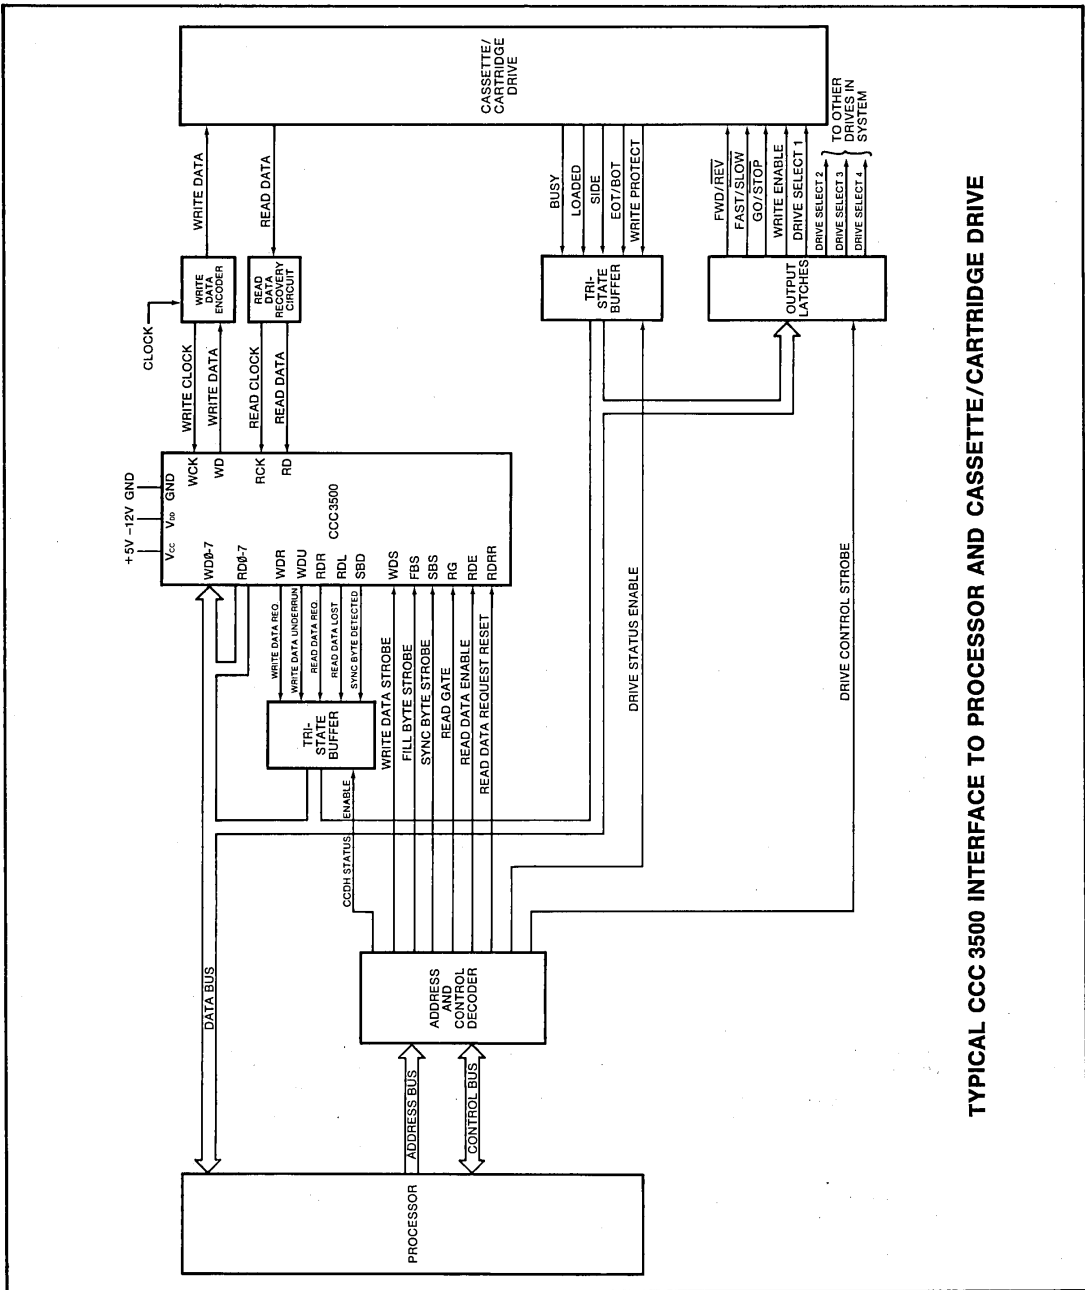 CASSETTE/
CARTRIDGE
DRIVE
WRITE DATA
READ DATA
BUSY
LOADED
SIDE
EOT/BOT
WRITE PROTECT
FWD/REV
FAST/SLOW
GO/STOP
WRITE ENABLE
DRIVE SELECT 1
DRIVE SELECT 2
DRIVE SELECT 3
DRIVE SELECT 4
TO OTHER
DRIVES IN
SYSTEM
CLOCK
WRITE
DATA
ENCODER
READ
DATA
RECOVERY
CIRCUIT
TRI-
STATE
BUFFER
OUTPUT
LATCHES
WRITE CLOCK
WRITE DATA
READ CLOCK
READ DATA
+5V -12V GND
VCC VDD GND
WCK
WD
RCK
RD
CCC3500
WDØ-7
RDØ-7
WDR
WDU
RDR
RDL
SBD
WDS
FBS
SBS
RG
RDE
RDRR
WRITE DATA REQ.
WRITE DATA UNDERRUN
READ DATA REQ.
READ DATA LOST
SYNC BYTE DETECTED
TRI-
STATE
BUFFER
WRITE DATA STROBE
FILL BYTE STROBE
SYNC BYTE STROBE
READ GATE
READ DATA ENABLE
READ DATA REQUEST RESET
DRIVE STATUS ENABLE
DRIVE CONTROL STROBE
CCDH STATUS ENABLE
DATA BUS
ADDRESS
AND
CONTROL
DECODER
ADDRESS BUS
CONTROL BUS
PROCESSOR
TYPICAL CCC 3500 INTERFACE TO PROCESSOR AND CASSETTE/CARTRIDGE DRIVE